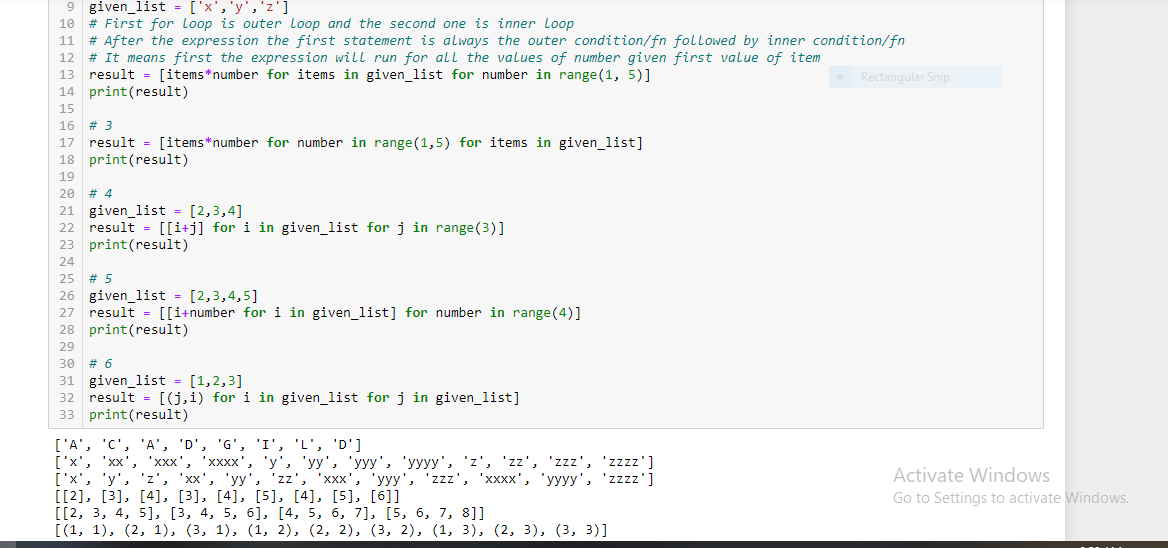 9 given_list = ['x','y','z']
10 # First for loop is outer loop and the second one is inner loop
11 # After the expression the first statement is always the outer condition/fn followed by inner condition/fn
12 # It means first the expression will run for all the values of number given first value of item
13 result = [items*number for items in given_list for number in range(1, 5)]
Rectangular Snip
14 print(result)
15
16 # 3
17 result = [items*number for number in range(1,5) for items in given_list]
18 print(result)
19
20 # 4
21 given_list = [2,3,4]
22 result = [[i+j] for i in given_list for j in range(3)]
23 print(result)
24
25 # 5
26 given_list = [2,3,4,5]
27 result = [[i+number for i in given_list] for number in range(4)]
28 print(result)
29
30 # 6
31 given_list = [1,2,3]
32 result = [(j,i) for i in given_list for j in given_list]
33 print(result)
['A', 'C', 'A', 'D', 'G', 'I', 'L', 'D']
['x', 'xx', 'xxx', 'xxxx', 'y', 'yy', 'yyy', 'yyyy', 'z', 'zz', 'zzz', 'zzzz']
['x', 'y', 'z', 'xx', 'yy', 'zz', 'xxx', 'yyy', 'zzz', 'xxxx', 'yyyy', 'zzzz']
[[2], [3], [4], [3], [4], [5], [4], [5], [6]]
[[2, 3, 4, 5], [3, 4, 5, 6], [4, 5, 6, 7], [5, 6, 7, 8]]
[(1, 1), (2, 1), (3, 1), (1, 2), (2, 2), (3, 2), (1, 3), (2, 3), (3, 3)]
Activate Windows
Go to Settings to activate Windows.